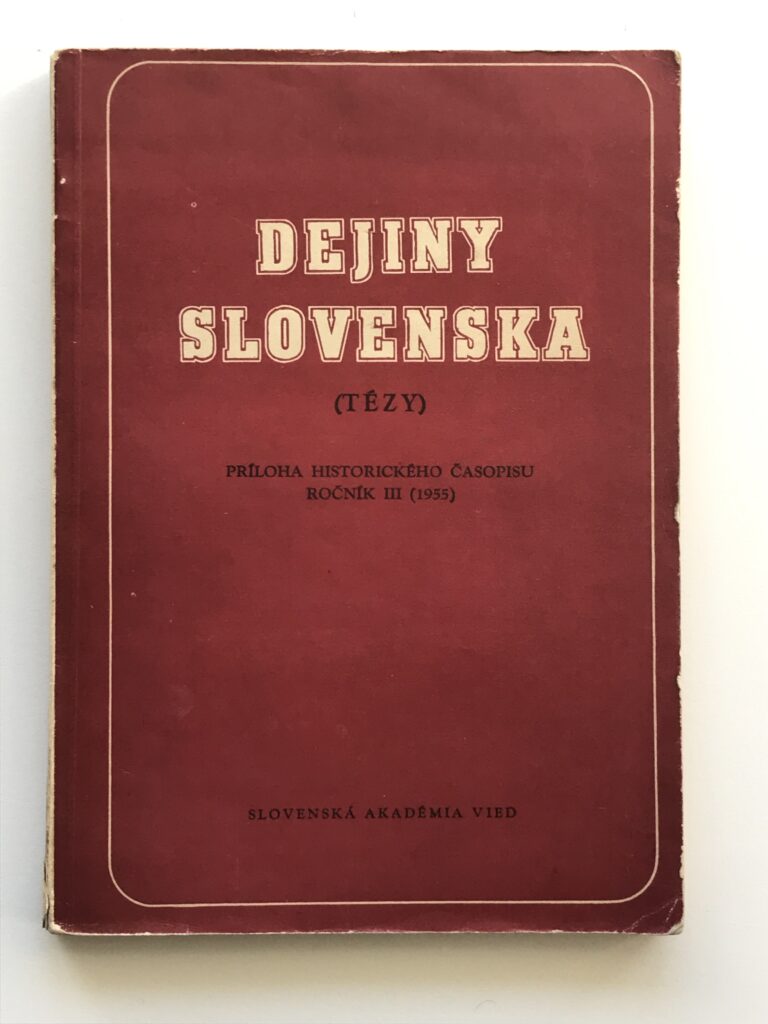 DEJINY
SLOVENSKA
(TÉZY)
PRÍLOHA HISTORICKÉHO ČASOPISU
ROČNÍK III (1955)
SLOVENSKÁ AKADÉMIA VIED